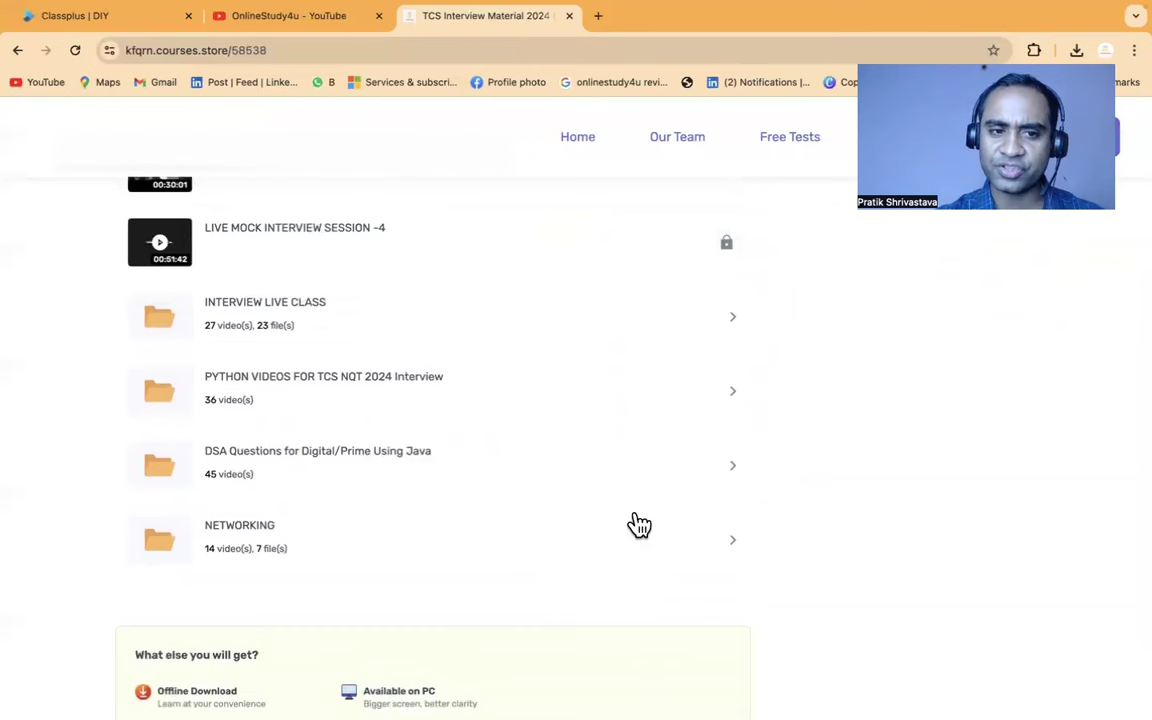 Classplus | DIY
OnlineStudy4u - YouTube
TCS Interview Material 2024
kfqrn.courses.store/58538
YouTube
Maps
Gmail
Post | Feed | Linke...
B
Services & subscri...
Profile photo
onlinestudy4u revi...
(2) Notifications |...
Cop
marks
Home
Our Team
Free Tests
Pratik Shrivastava
00:30:01
LIVE MOCK INTERVIEW SESSION -4
00:51:42
INTERVIEW LIVE CLASS
27 video(s), 23 file(s)
PYTHON VIDEOS FOR TCS NQT 2024 Interview
36 video(s)
DSA Questions for Digital/Prime Using Java
45 video(s)
NETWORKING
14 video(s), 7 file(s)
What else you will get?
Offline Download
Learn at your convenience
Available on PC
Bigger screen, better clarity